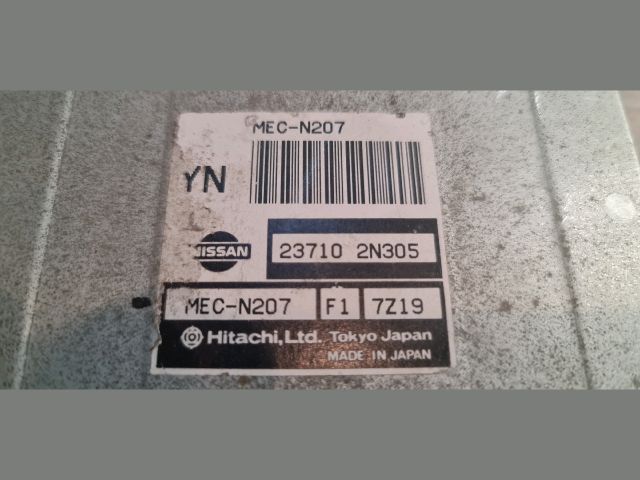 MEC-N207
YN
NISSAN
23710 2N305
MEC-N207 F1 7Z19
Hitachi, Ltd. Tokyo Japan
MADE IN JAPAN